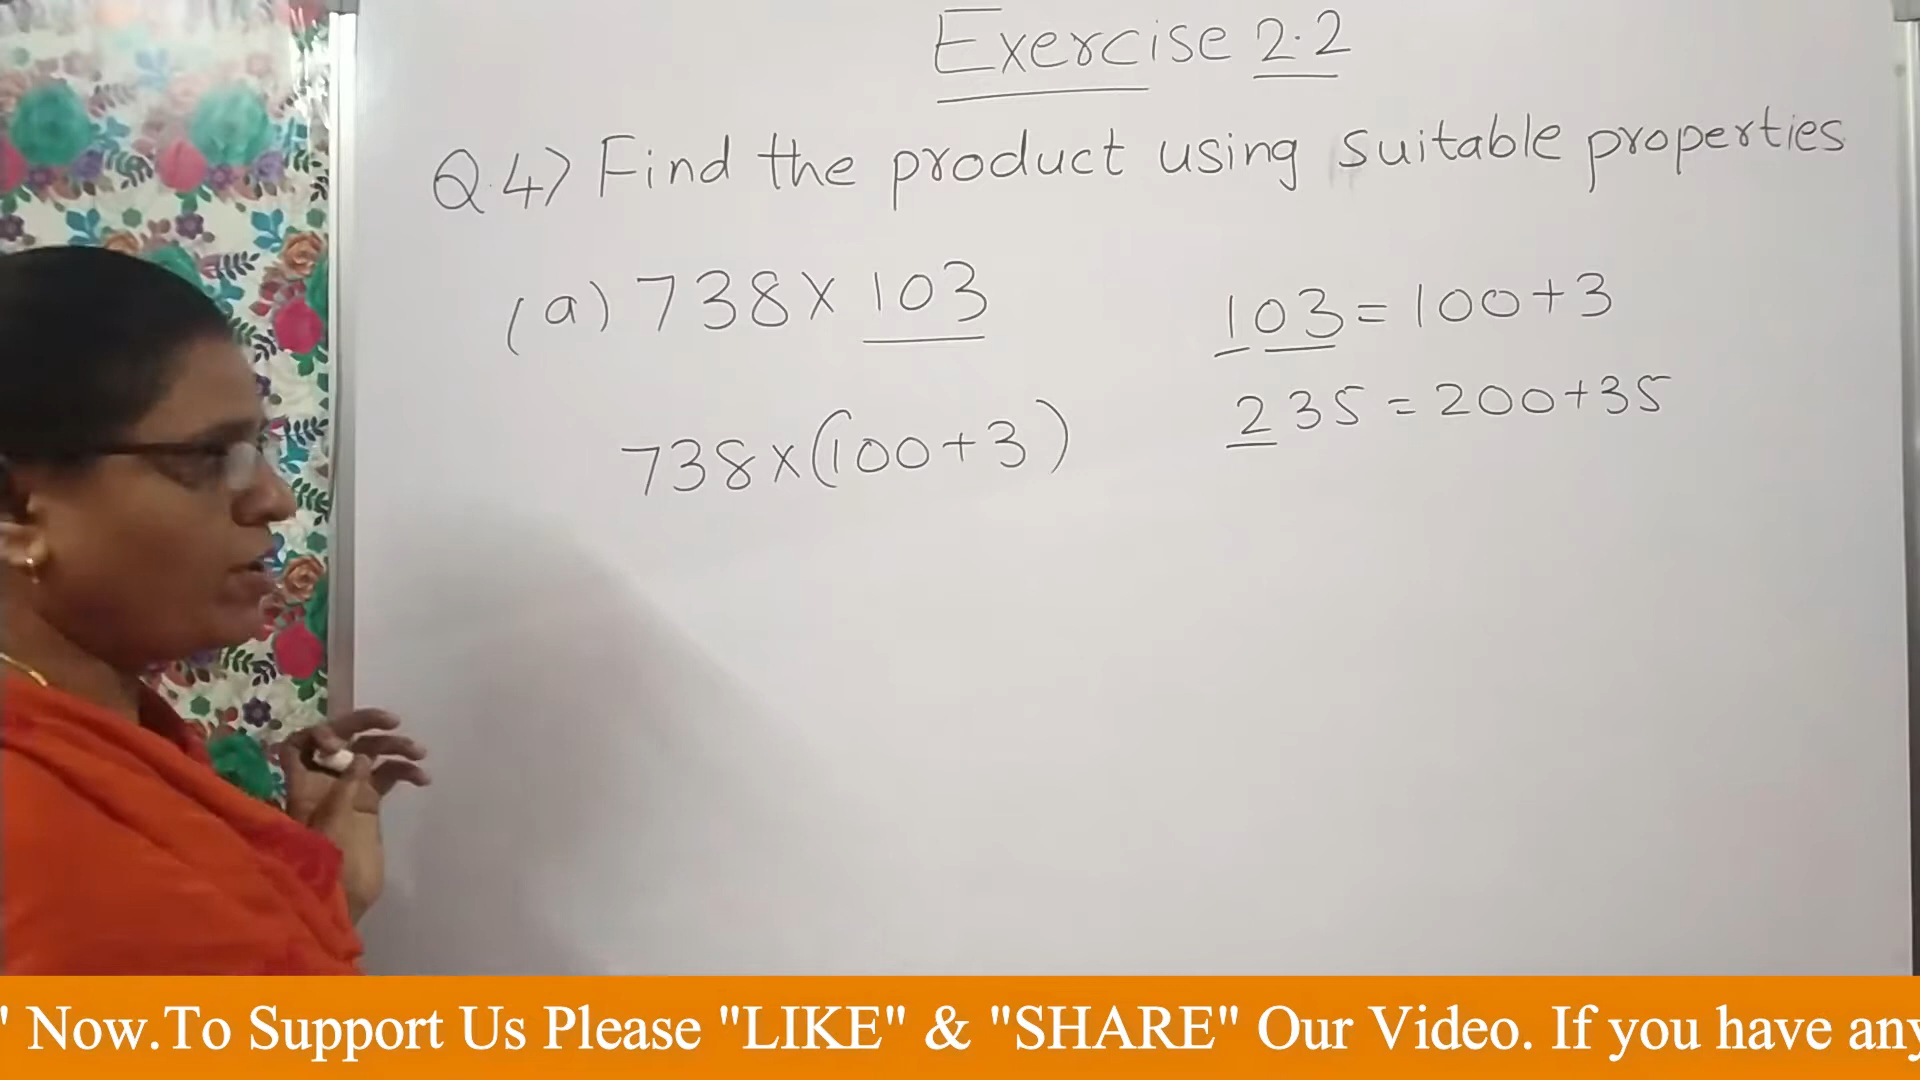 Exercise 2.2
Q.4) Find the product using suitable properties
(a) 738 x 103
103 = 100+3
235 = 200+35
738x(100+3)
" Now.To Support Us Please "LIKE" & "SHARE" Our Video. If you have any